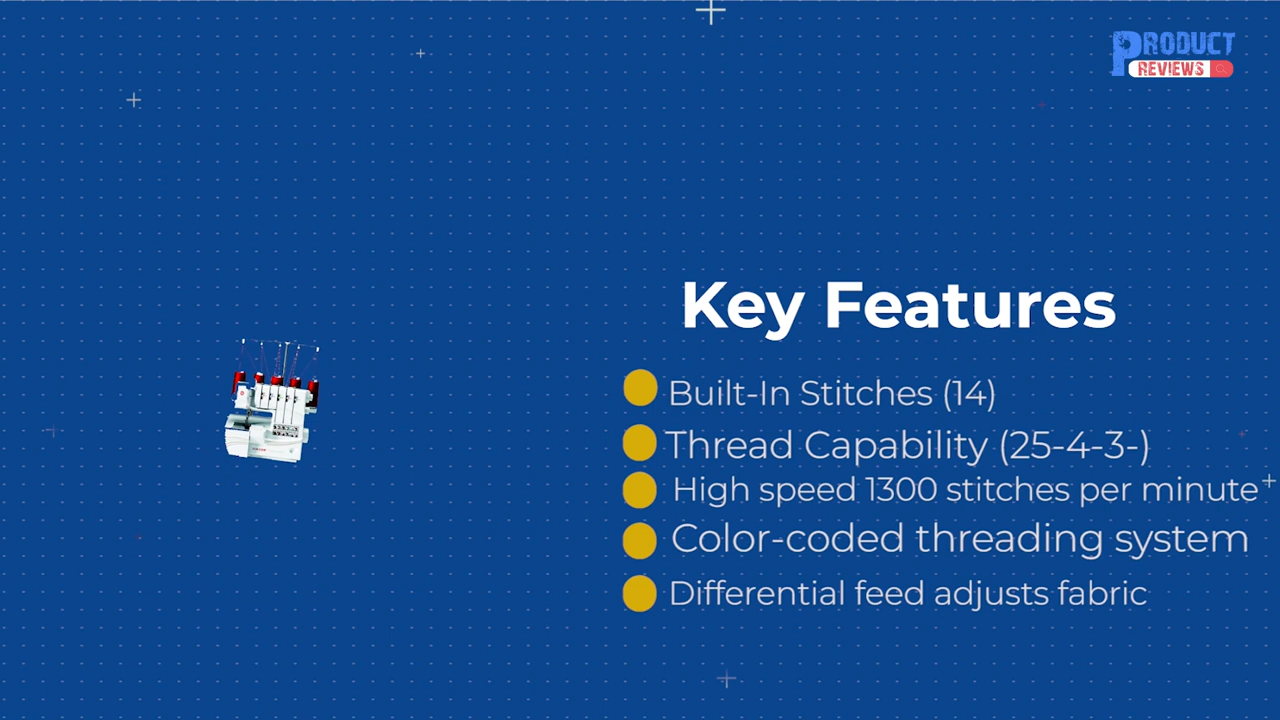 PRODUCT
REVIEWS
Key Features
Built-In Stitches (14)
Thread Capability (25-4-3-)
High speed 1300 stitches per minute
Color-coded threading system
Differential feed adjusts fabric